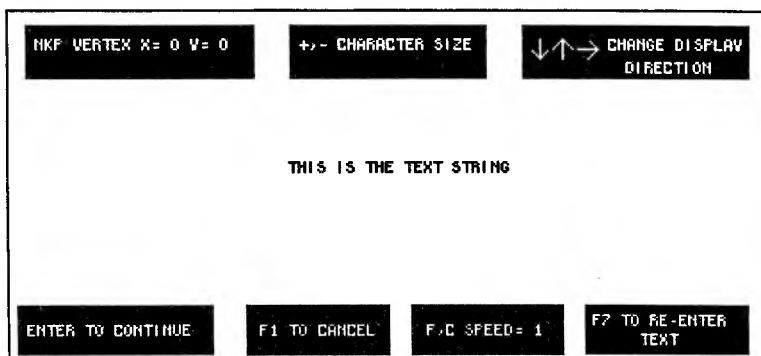 NKP VERTEX X= 0 Y= 0
+,- CHARACTER SIZE
↓↑→ CHANGE DISPLAY
DIRECTION
THIS IS THE TEXT STRING
ENTER TO CONTINUE
F1 TO CANCEL
F,C SPEED= 1
F7 TO RE-ENTER
TEXT